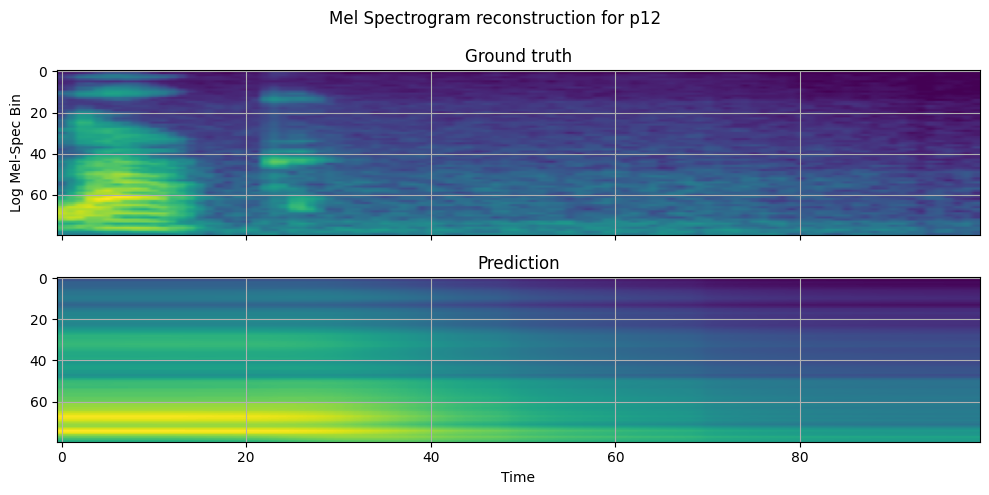 Mel Spectrogram reconstruction for p12
Ground truth
Log Mel-Spec Bin
0
20
40
60
Prediction
0
20
40
60
0 20 40 60 80
Time